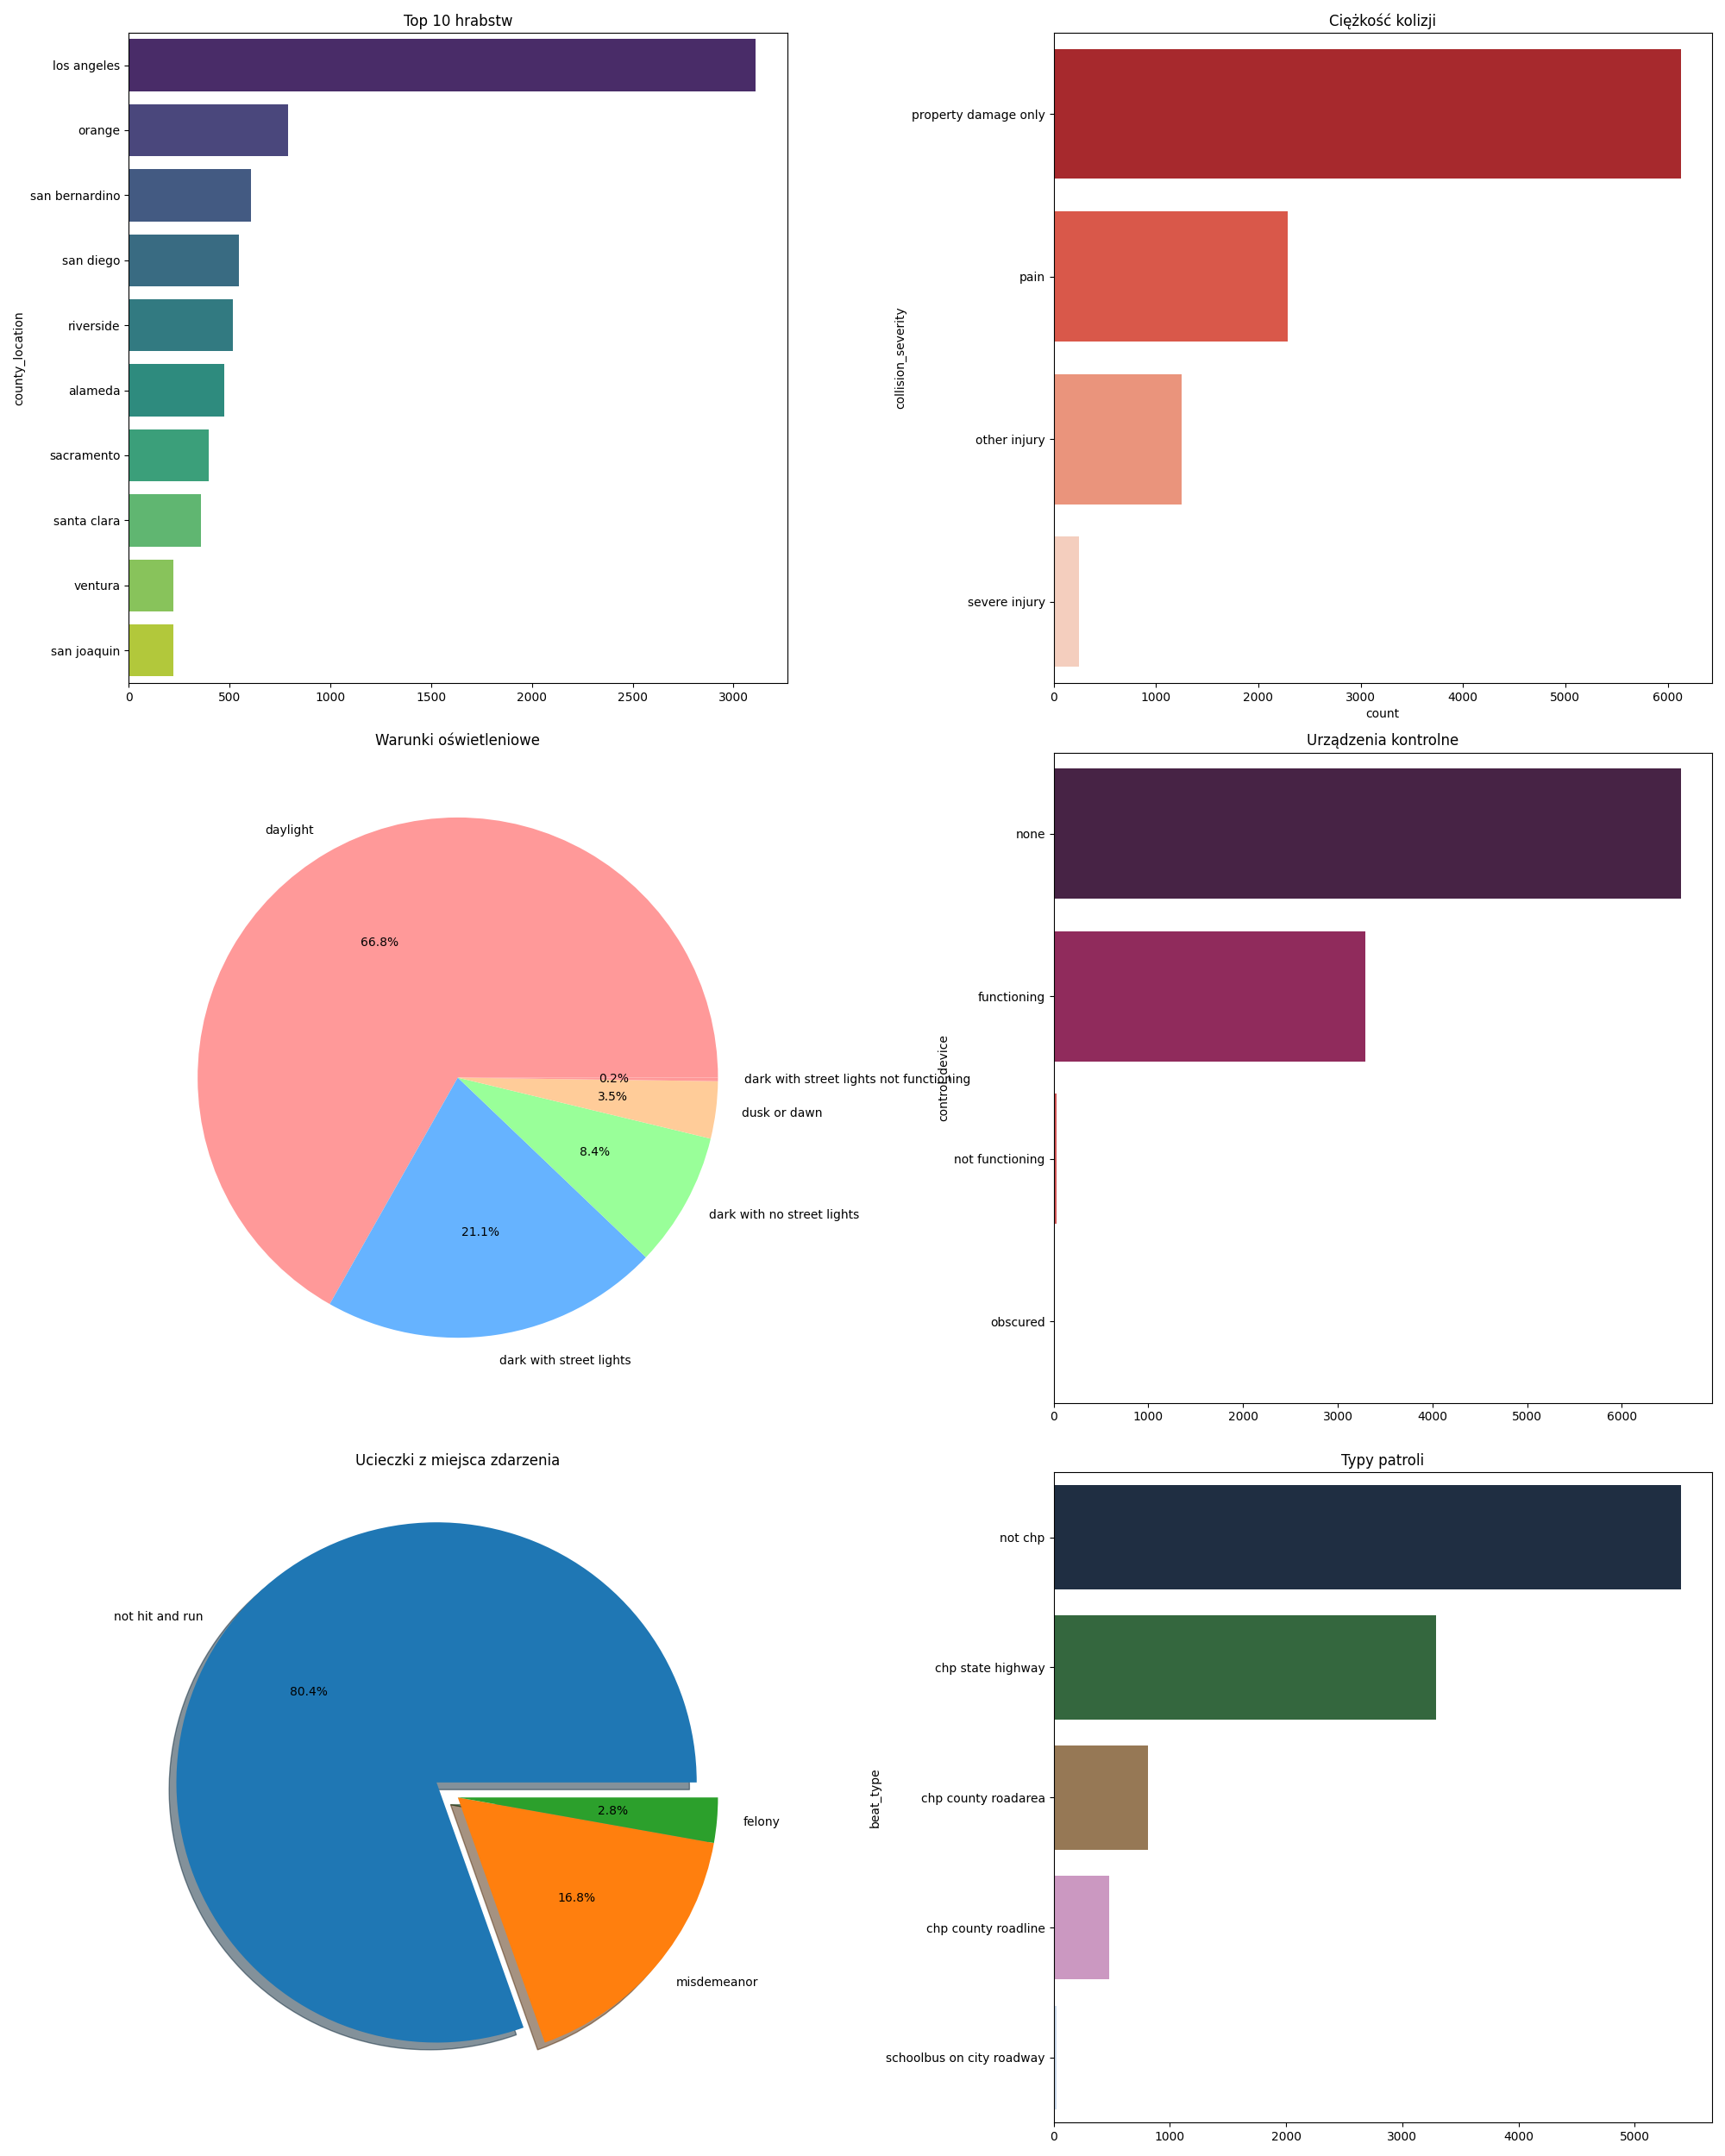 Top 10 hrabstw
county_location
los angeles
orange
san bernardino
san diego
riverside
alameda
sacramento
santa clara
ventura
san joaquin
0 500 1000 1500 2000 2500 3000
Ciężkość kolizji
collision_severity
property damage only
pain
other injury
severe injury
0 1000 2000 3000 4000 5000 6000
count
Warunki oświetleniowe
daylight
66.8%
0.2%
dark with street lights not functioning
3.5%
dusk or dawn
8.4%
dark with no street lights
21.1%
dark with street lights
Urządzenia kontrolne
control_device
none
functioning
not functioning
obscured
0 1000 2000 3000 4000 5000 6000
Ucieczki z miejsca zdarzenia
not hit and run
80.4%
2.8%
felony
16.8%
misdemeanor
Typy patroli
beat_type
not chp
chp state highway
chp county roadarea
chp county roadline
schoolbus on city roadway
0 1000 2000 3000 4000 5000